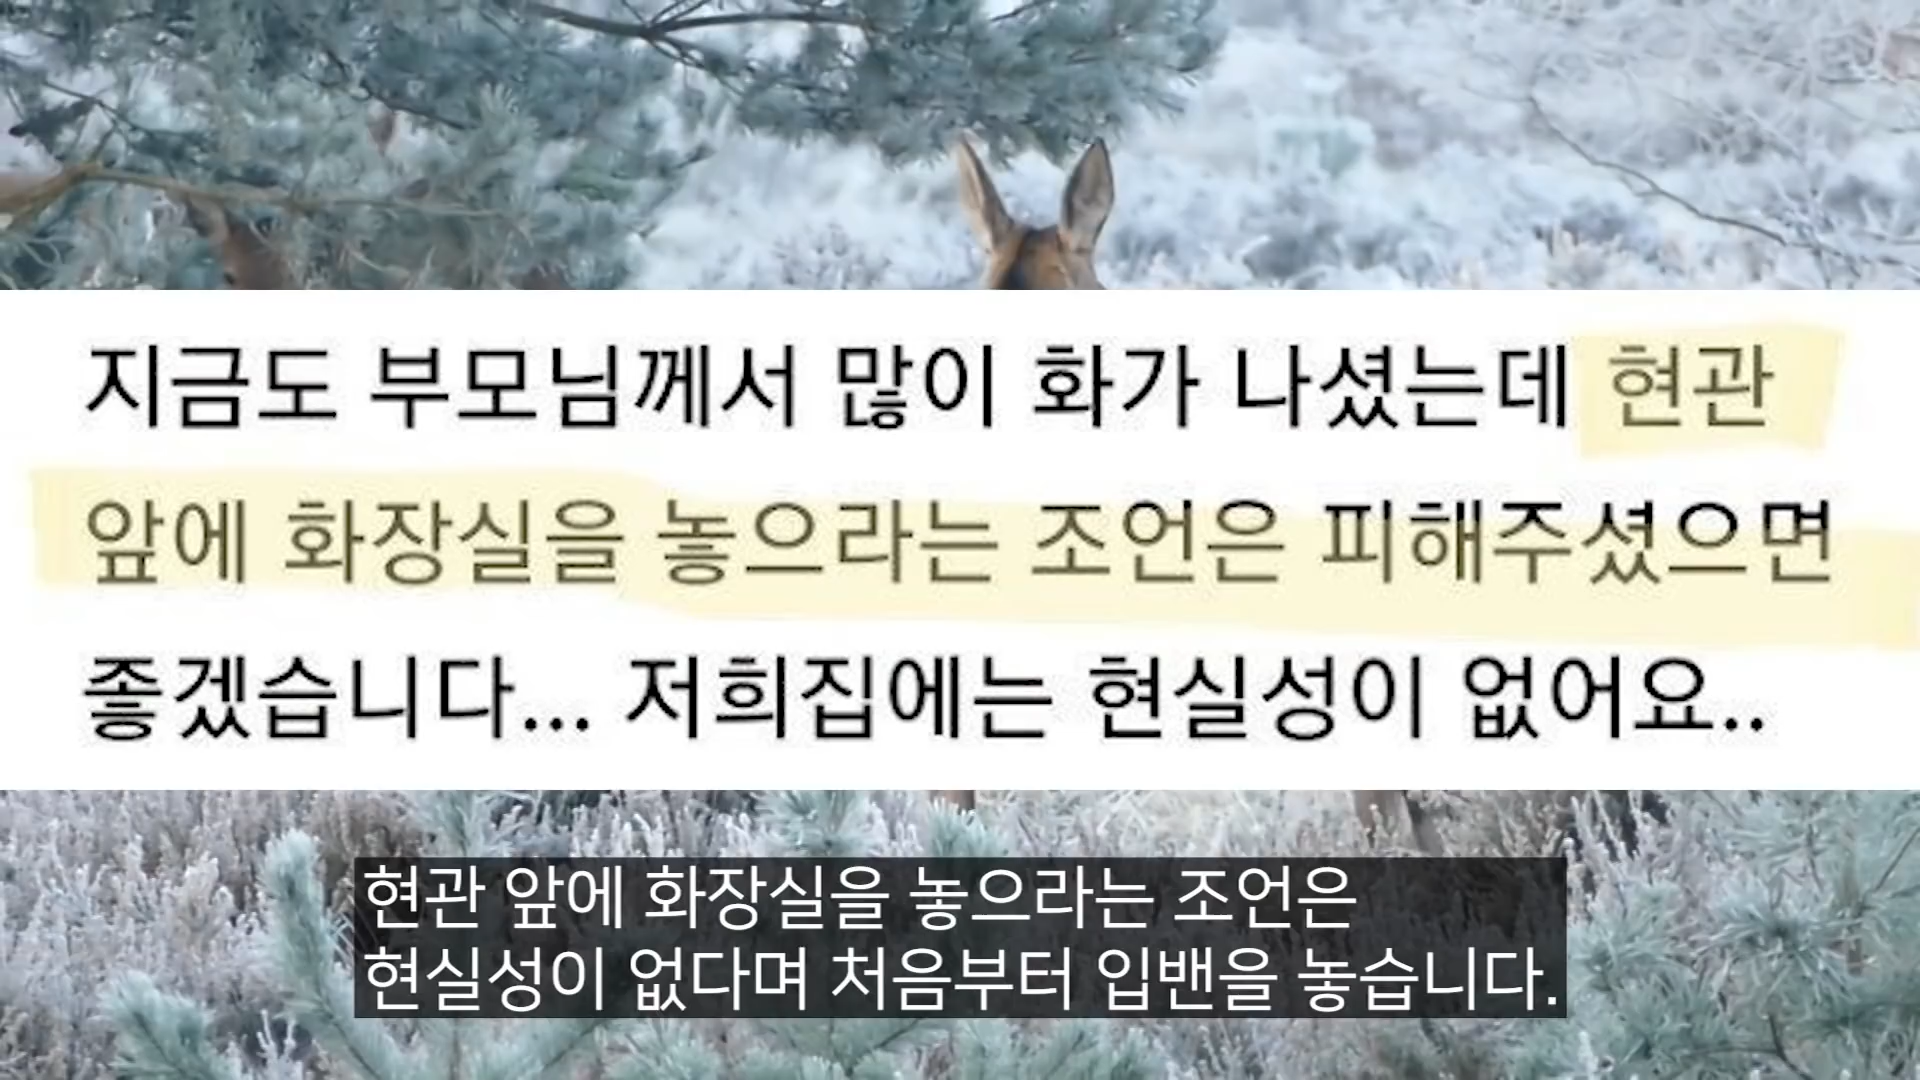 지금도 부모님께서 많이 화가 나셨는데 현관
앞에 화장실을 놓으라는 조언은 피해주셨으면
좋겠습니다... 저희집에는 현실성이 없어요..
현관 앞에 화장실을 놓으라는 조언은
현실성이 없다며 처음부터 입밴을 놓습니다.